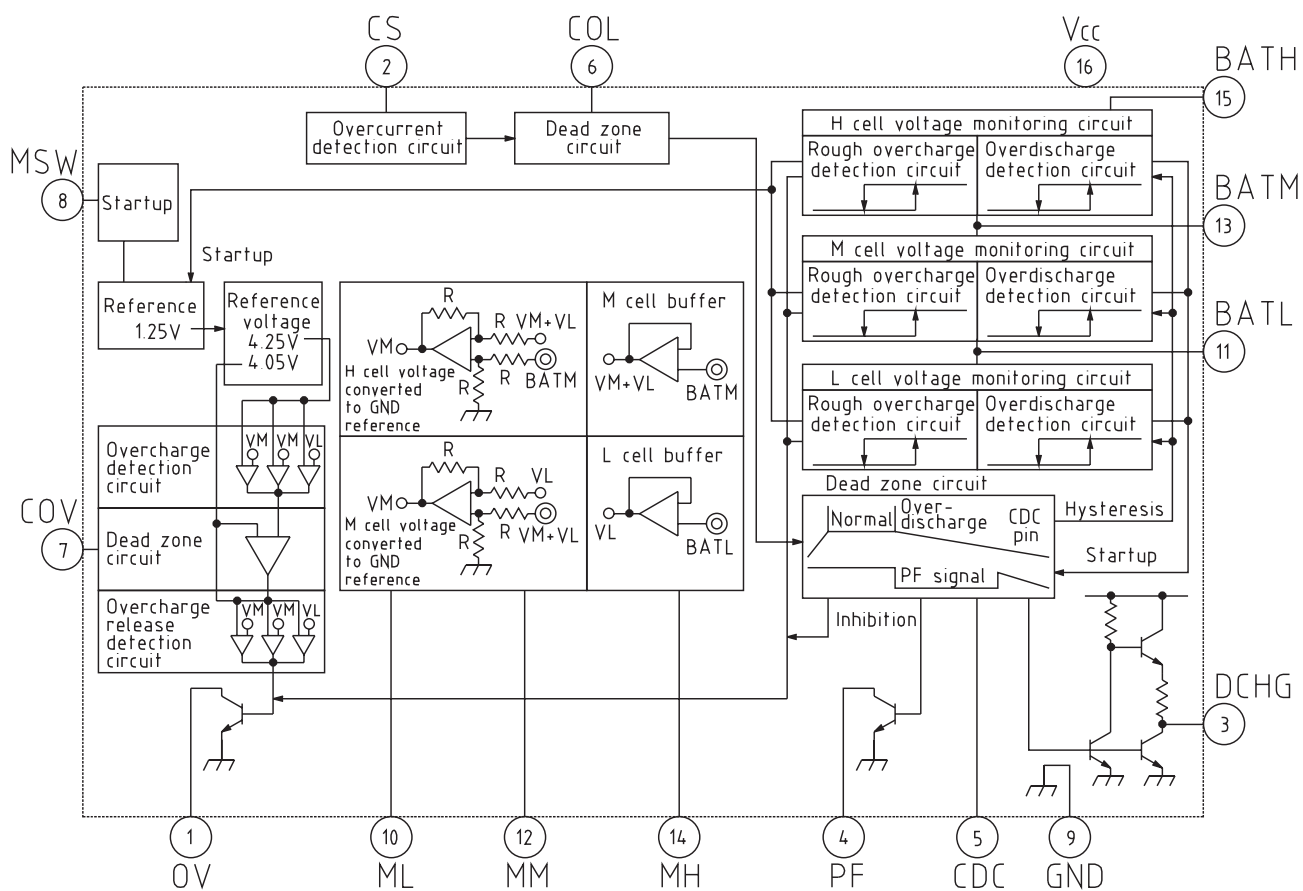 CS
2
COL
6
Vcc
16
BATH
15
MSW
8
Startup
Overcurrent
detection circuit
Dead zone
circuit
H cell voltage monitoring circuit
Rough overcharge
detection circuit
Overdischarge
detection circuit
BATM
13
Startup
Reference
1.25V
Reference
voltage
4.25V
4.05V
M cell voltage monitoring circuit
Rough overcharge
detection circuit
Overdischarge
detection circuit
BATL
11
R
R
VM+VL
VM
R
R
BATM
H cell voltage
converted
to GND
reference
M cell buffer
VM+VL
BATM
L cell voltage monitoring circuit
Rough overcharge
detection circuit
Overdischarge
detection circuit
Overcharge
detection
circuit
VM
VM
VL
R
R
VL
VM
R
R
VM+VL
M cell voltage
converted
to GND
reference
L cell buffer
VL
BATL
COV
7
Dead zone
circuit
Dead zone circuit
Normal
Over-
discharge
CDC
pin
PF signal
Hysteresis
Startup
Inhibition
Overcharge
release
detection
circuit
VM
VM
VL
DCHG
3
1
OV
10
ML
12
MM
14
MH
4
PF
5
CDC
9
GND